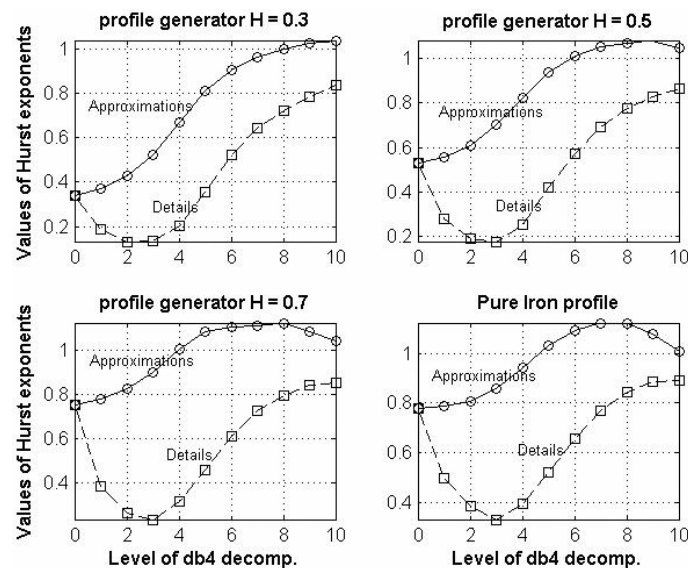 profile generator H = 0.3
Values of Hurst exponents
1
0.8
0.6
0.4
0.2
0 2 4 6 8 10
Approximations
Details
profile generator H = 0.5
1
0.8
0.6
0.4
0.2
0 2 4 6 8 10
Approximations
Details
profile generator H = 0.7
Values of Hurst exponents
1
0.8
0.6
0.4
0 2 4 6 8 10
Approximations
Details
Level of db4 decomp.
Pure Iron profile
1
0.8
0.6
0.4
0 2 4 6 8 10
Approximations
Details
Level of db4 decomp.